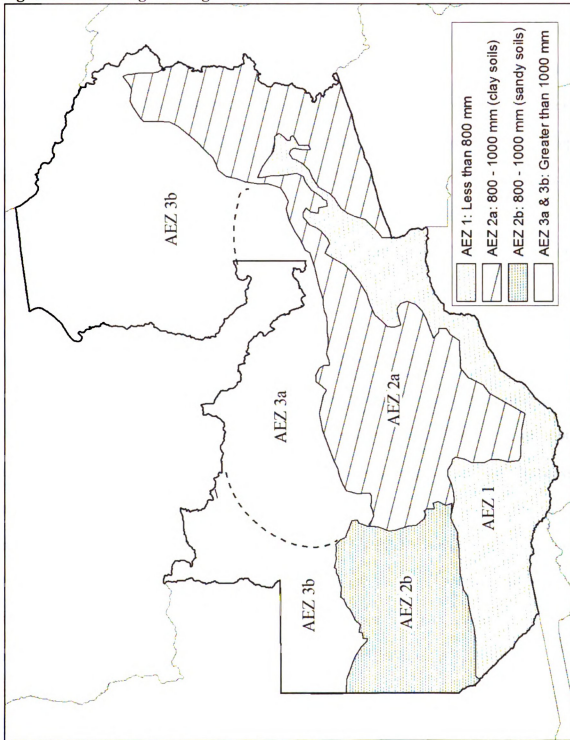 AEZ 3b
AEZ 3a
AEZ 3b
AEZ 2a
AEZ 2b
AEZ 1
AEZ 1: Less than 800 mm
AEZ 2a: 800 - 1000 mm (clay soils)
AEZ 2b: 800 - 1000 mm (sandy soils)
AEZ 3a & 3b: Greater than 1000 mm